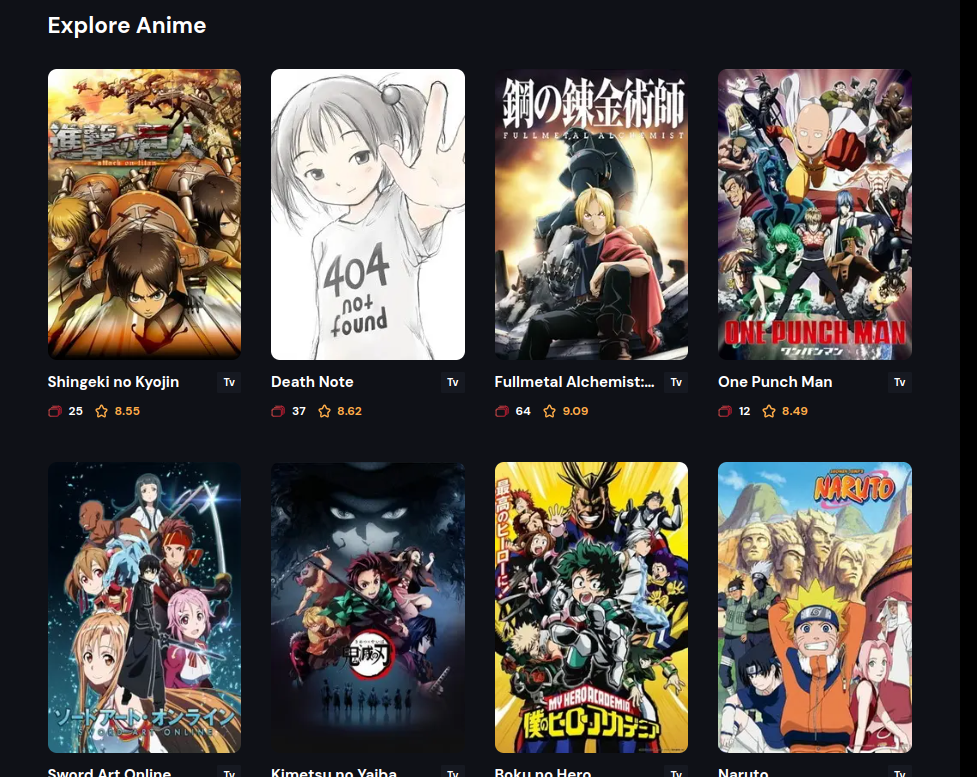 Explore Anime
進撃の巨人
attack on titan
404
not
found
鋼の錬金術師
FULLMETAL ALCHEMIST
ONE PUNCH MAN
ワンパンマン
Shingeki no Kyojin Tv
25 8.55
Death Note Tv
37 8.62
Fullmetal Alchemist:... Tv
64 9.09
One Punch Man Tv
12 8.49
ソードアート・オンライン
SWORD ART ONLINE
鬼滅の刃
最高のヒーローに
MY HERO ACADEMIA
僕のヒーローアカデミア
NARUTO
Sword Art Online Tv
Kimetsu no Yaiba Tv
Boku no Hero Tv
Naruto Tv